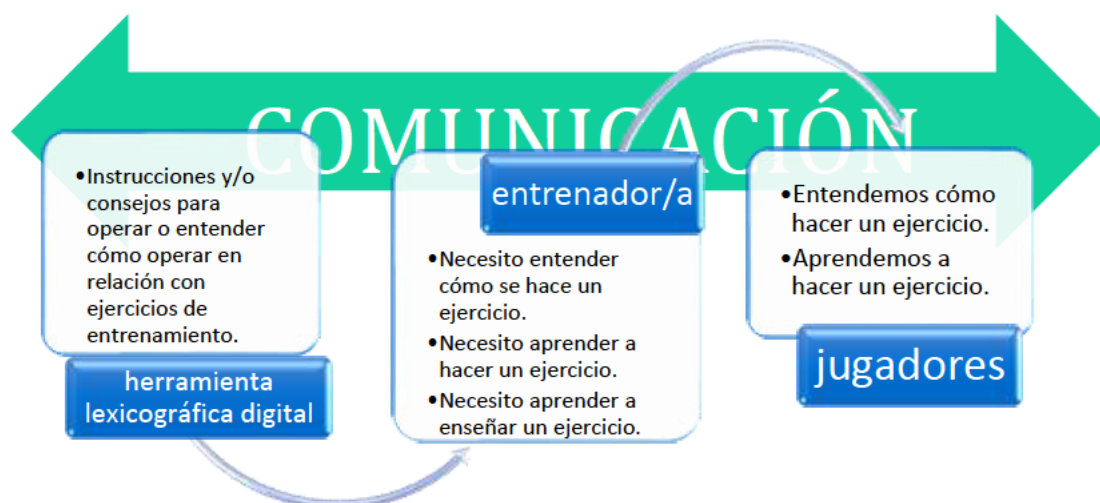 COMUNICACIÓN
•Instrucciones y/o
consejos para
operar o entender
cómo operar en
relación con
ejercicios de
entrenamiento.
herramienta
lexicográfica digital
entrenador/a
•Necesito entender
cómo se hace un
ejercicio.
•Necesito aprender a
hacer un ejercicio.
•Necesito aprender a
enseñar un ejercicio.
•Entendemos cómo
hacer un ejercicio.
•Aprendemos a
hacer un ejercicio.
jugadores